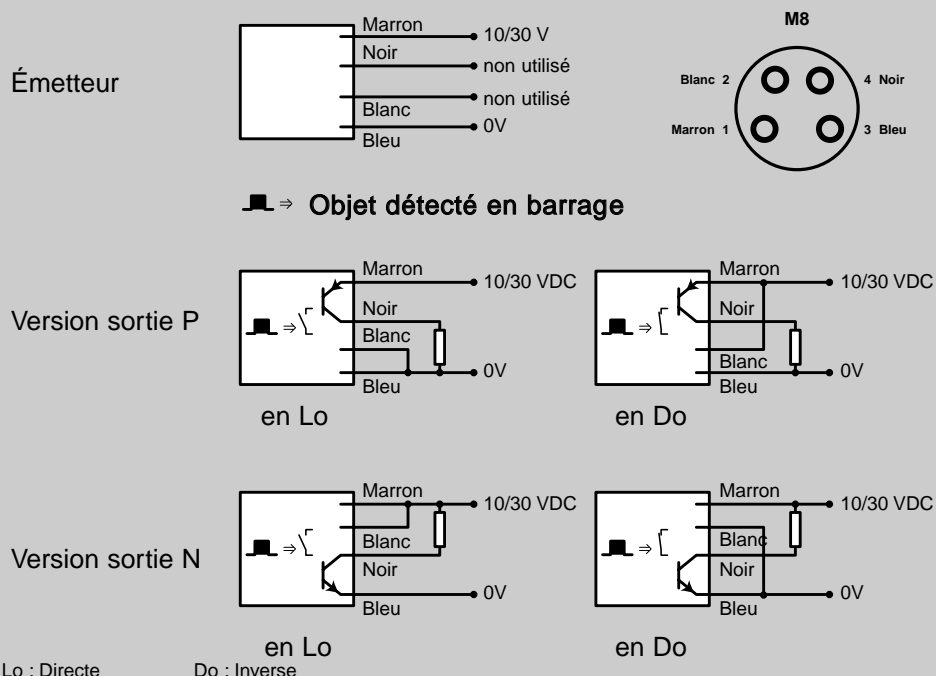 Émetteur
Marron
10/30 V
Noir
non utilisé
non utilisé
Blanc
0V
Bleu
M8
Blanc 2
4 Noir
Marron 1
3 Bleu
⇒ Objet détecté en barrage
Version sortie P
Marron
10/30 VDC
Noir
Blanc
0V
Bleu
en Lo
Marron
10/30 VDC
Noir
Blanc
0V
Bleu
en Do
Version sortie N
Marron
10/30 VDC
Blanc
Noir
0V
Bleu
en Lo
Marron
10/30 VDC
Blanc
Noir
0V
Bleu
en Do
Lo : Directe Do : Inverse